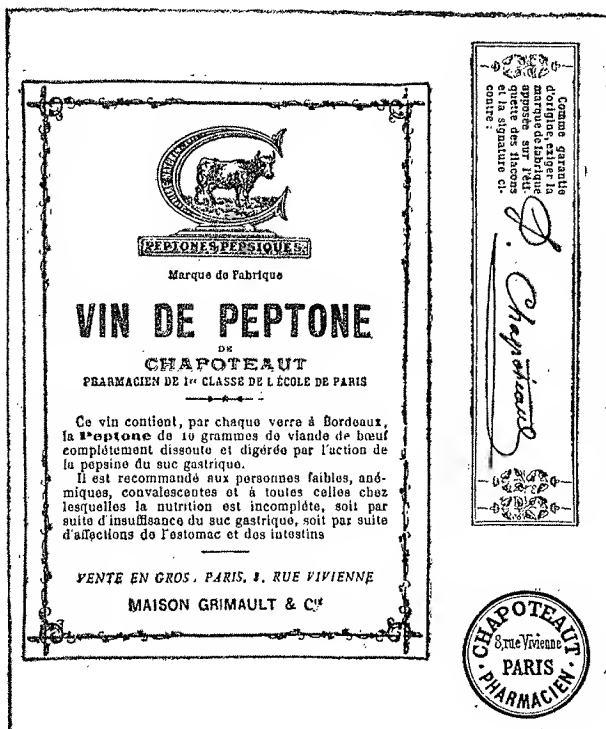 PEPTONES PEPSIQUES.
Marque de Fabrique
VIN DE PEPTONE
DE
CHAPOTEAUT
PHARMACIEN DE 1re CLASSE DE L'ÉCOLE DE PARIS
Ce vin contient, par chaque verre à Bordeaux,
la Peptone de 10 grammes de viande de bœuf
complètement dissoute et digérée par l'action de
la pepsine du suc gastrique.
Il est recommandé aux personnes faibles, ané-
miques, convalescentes et à toutes celles chez
lesquelles la nutrition est incomplète, soit par
suite d'insuffisance du suc gastrique, soit par suite
d'affections de l'estomac et des intestins
VENTE EN GROS, PARIS, 8, RUE VIVIENNE
MAISON GRIMAULT & Cie
Comme garantie
d'origine, exiger la
marque de fabrique
apposée sur l'éti-
quette des flacons
et la signature ci-
contre :
Chapoteaut
CHAPOTEAUT
8, rue Vivienne
PARIS
PHARMACIEN